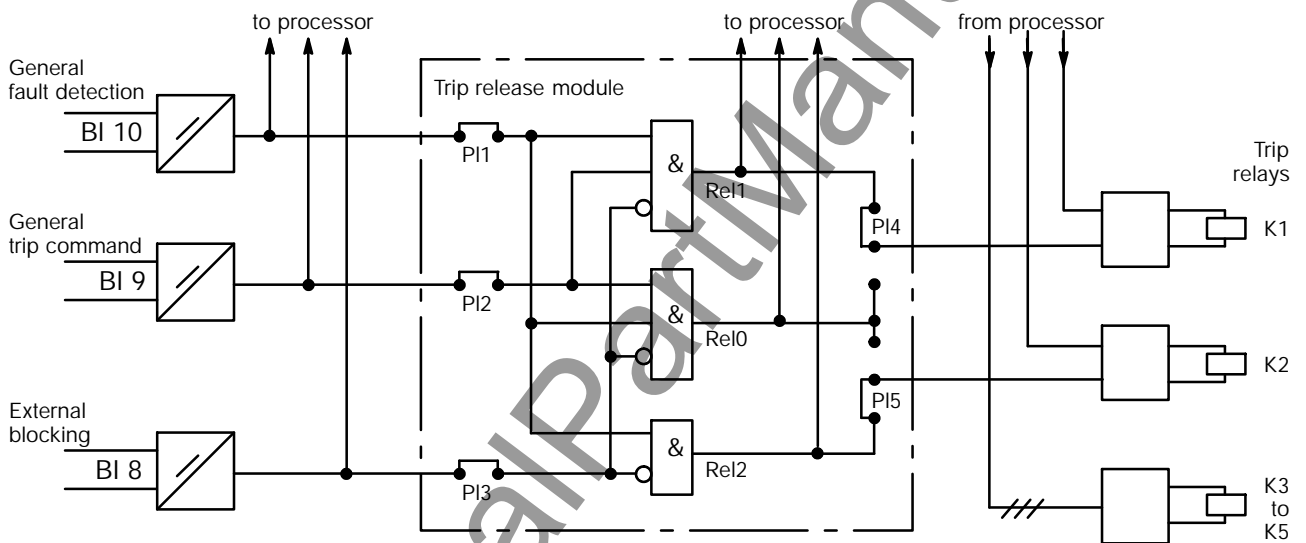 to processor
to processor
from processor
General
fault detection
BI 10
Trip release module
PI1
&
Rel1
PI4
Trip
relays
K1
General
trip command
BI 9
PI2
&
Rel0
K2
PI5
External
blocking
BI 8
PI3
&
Rel2
K3
to
K5